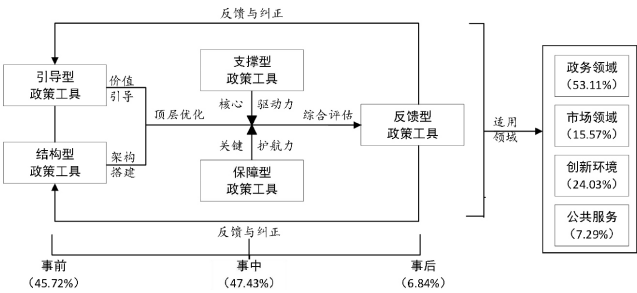 反馈与纠正
引导型
政策工具
价值
引导
支撑型
政策工具
核心 驱动力
顶层优化
综合评估
反馈型
政策工具
关键 护航力
结构型
政策工具
架构
搭建
保障型
政策工具
反馈与纠正
适用
领域
政务领域
（53.11%）
市场领域
（15.57%）
创新环境
（24.03%）
公共服务
（7.29%）
事前
（45.72%）
事中
（47.43%）
事后
（6.84%）